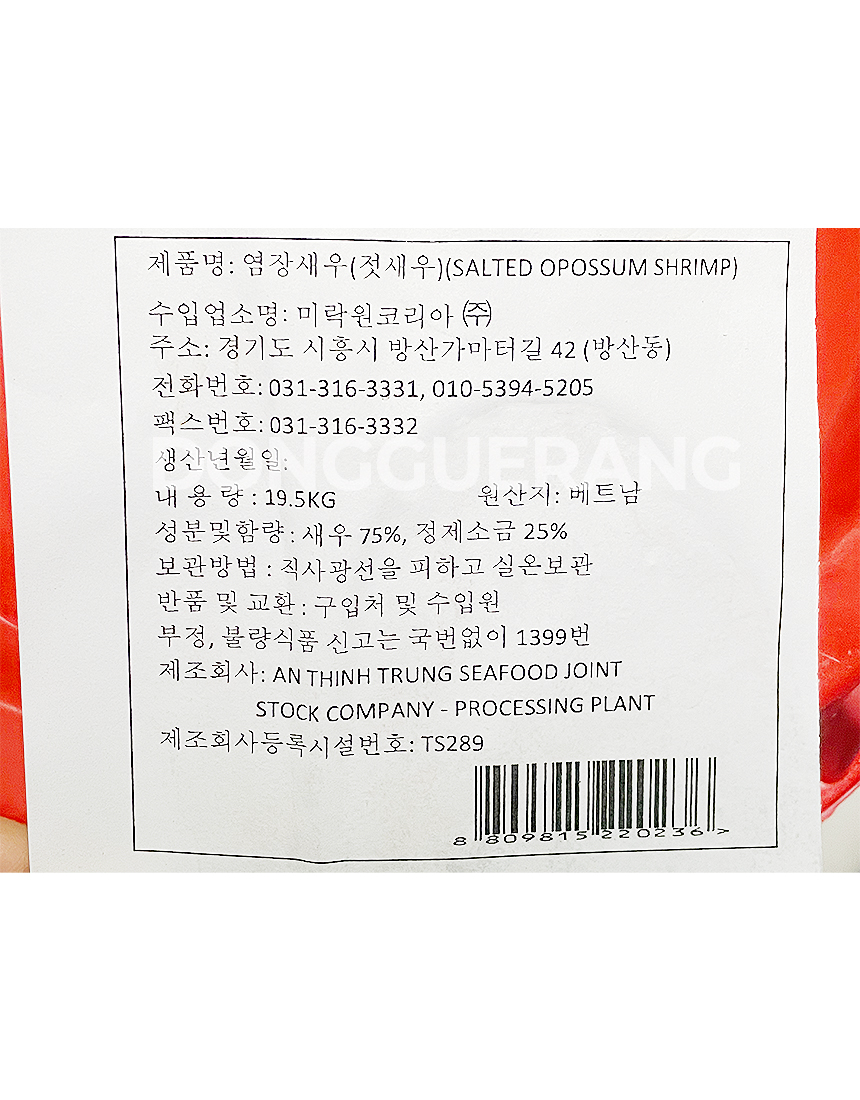 제품명: 염장새우(젓새우)(SALTED OPOSSUM SHRIMP)
수입업소명: 미락원코리아 ㈜
주소: 경기도 시흥시 방산가마터길 42 (방산동)
전화번호: 031-316-3331, 010-5394-5205
팩스번호: 031-316-3332
DONGGUERANG
생산년월일:
내 용 량 : 19.5KG 원산지: 베트남
성분및함량 : 새우 75%, 정제소금 25%
보관방법 : 직사광선을 피하고 실온보관
반품 및 교환 : 구입처 및 수입원
부정, 불량식품 신고는 국번없이 1399번
제조회사: AN THINH TRUNG SEAFOOD JOINT
STOCK COMPANY - PROCESSING PLANT
제조회사등록시설번호: TS289
8 809815 220236 >